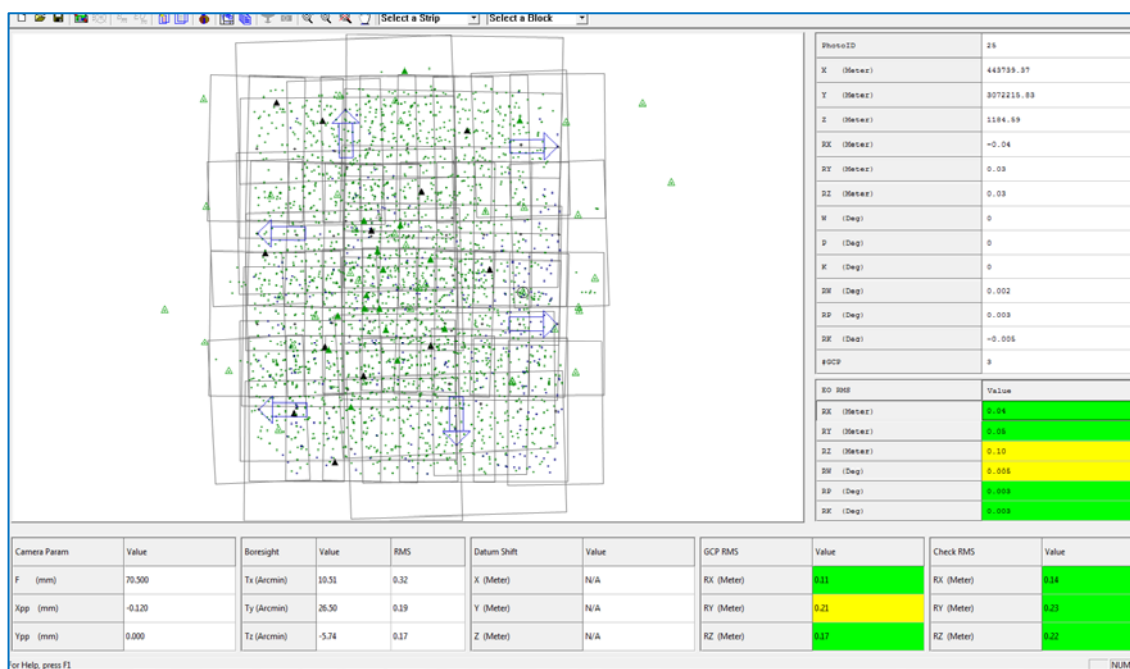 Select a Strip Select a Block
PhotoID 25
X (Meter) 443739.37
Y (Meter) 3072215.83
Z (Meter) 1184.59
RX (Meter) -0.04
RY (Meter) 0.03
RZ (Meter) 0.03
W (Deg) 0
P (Deg) 0
K (Deg) 0
RW (Deg) 0.002
RP (Deg) 0.003
RK (Deg) -0.005
#GCP 3
EO RMS Value
RX (Meter) 0.04
RY (Meter) 0.05
RZ (Meter) 0.10
RW (Deg) 0.005
RP (Deg) 0.003
RK (Deg) 0.003
Camera Param Value Boresight Value RMS Datum Shift Value GCP RMS Value Check RMS Value
F (mm) 70.500 Tx (Arcmin) 10.51 0.32 X (Meter) N/A RX (Meter) 0.11 RX (Meter) 0.14
Xpp (mm) -0.120 Ty (Arcmin) 26.50 0.19 Y (Meter) N/A RY (Meter) 0.21 RY (Meter) 0.23
Ypp (mm) 0.000 Tz (Arcmin) -5.74 0.17 Z (Meter) N/A RZ (Meter) 0.17 RZ (Meter) 0.22
For Help, press F1 NUM